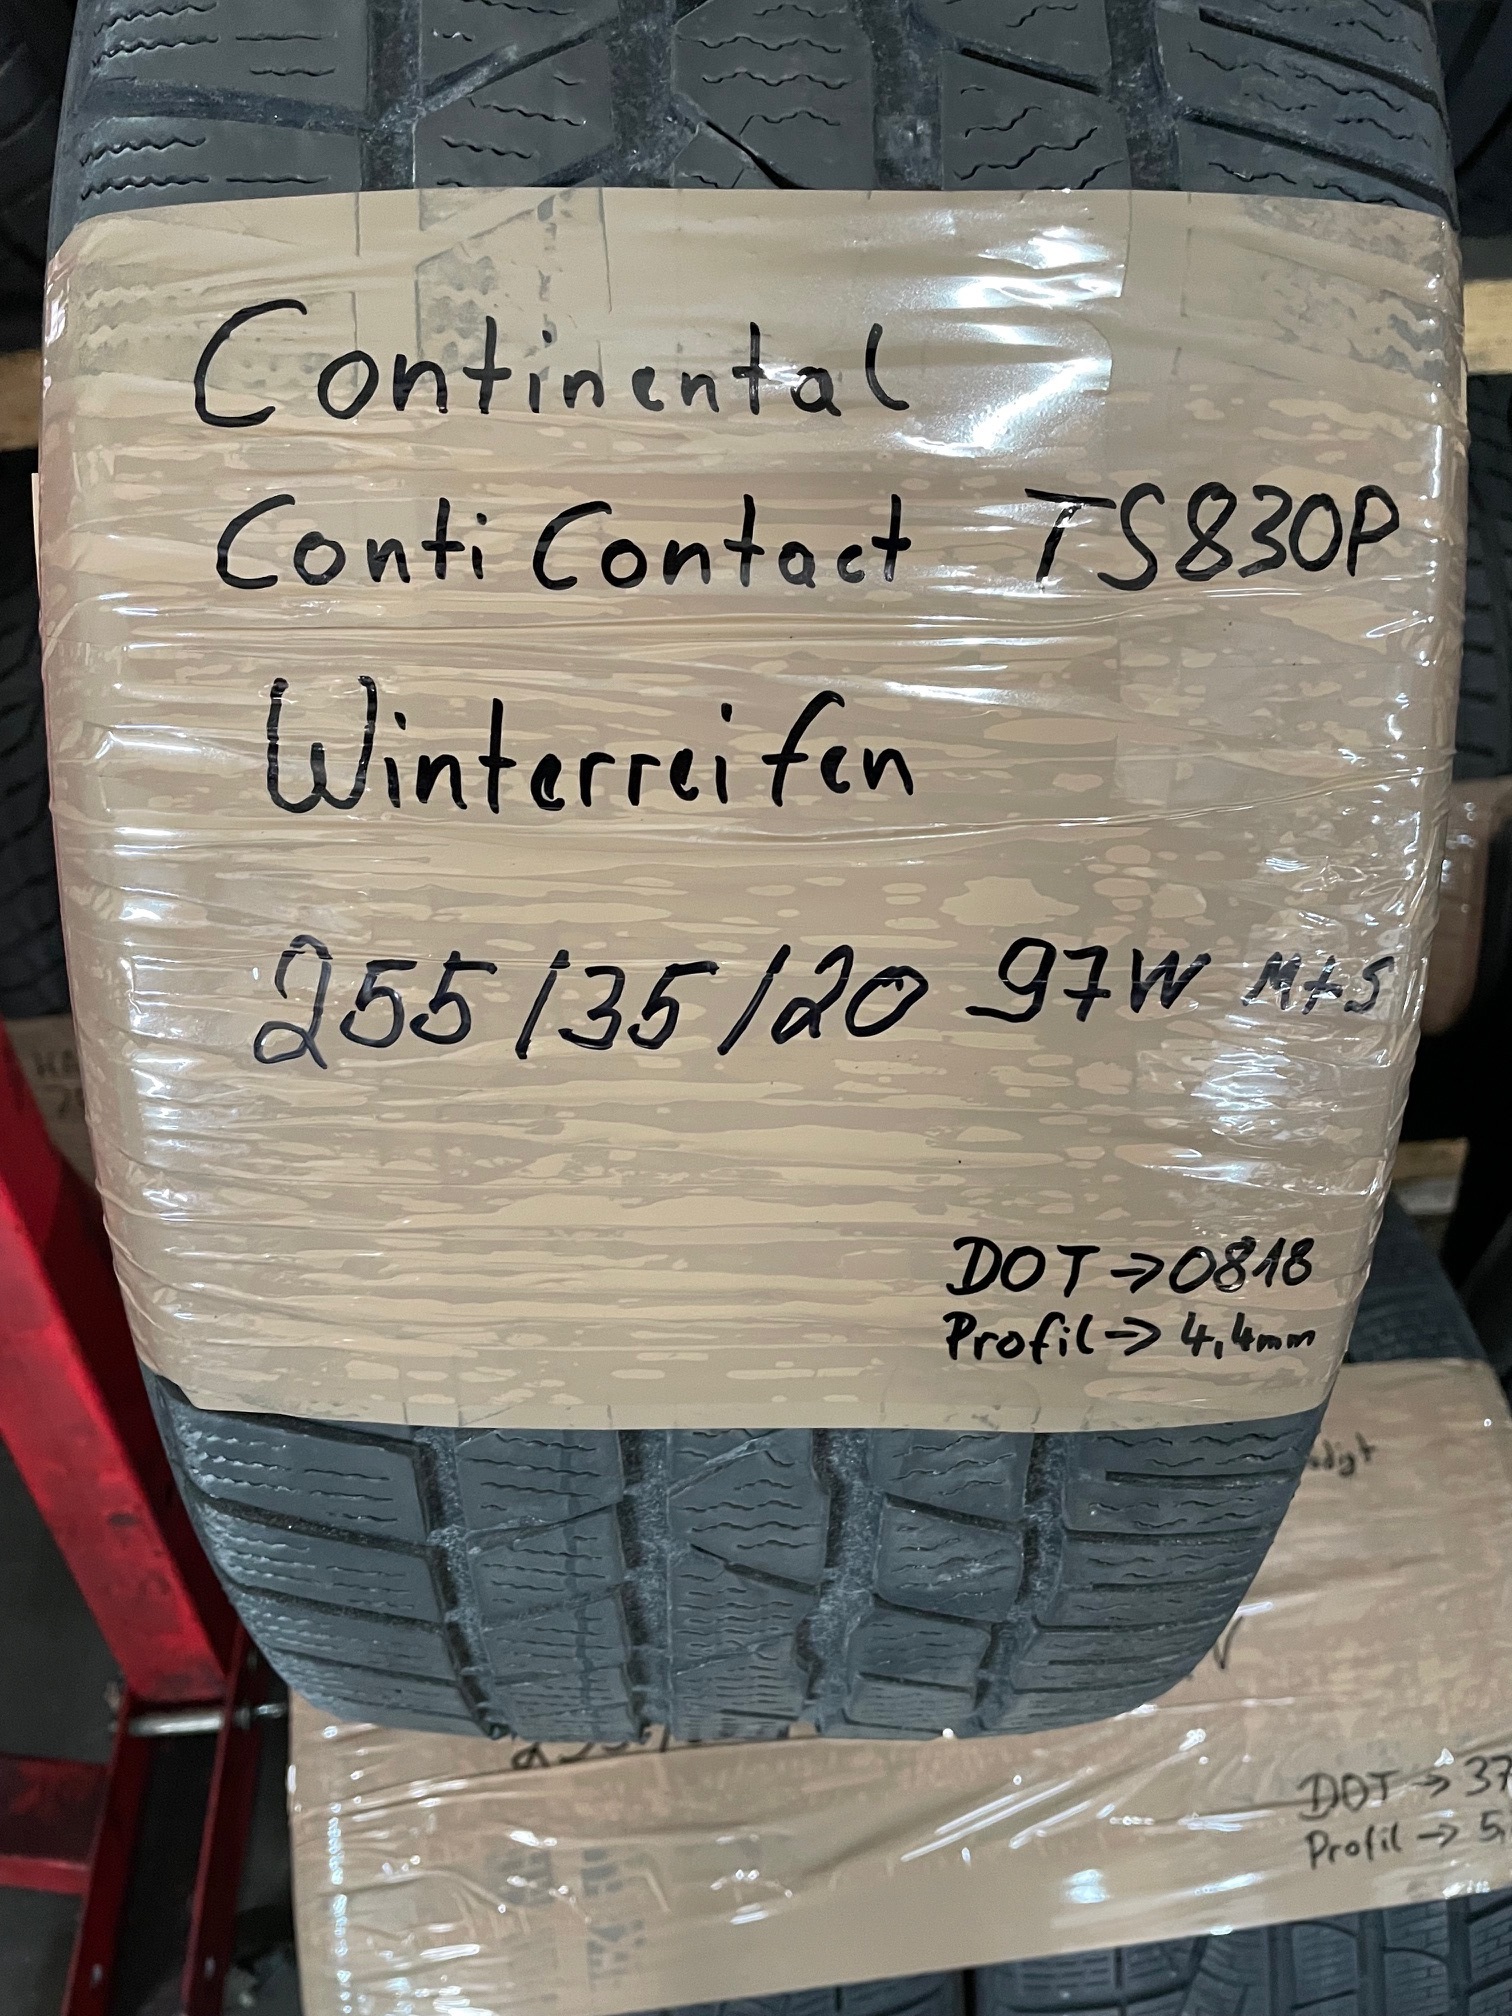 Continental
Conti Contact TS830P
Winterreifen
255/35/20 97W M+S
DOT → 0818
Profil → 4,4mm
DOT → 37
Profil → 5,